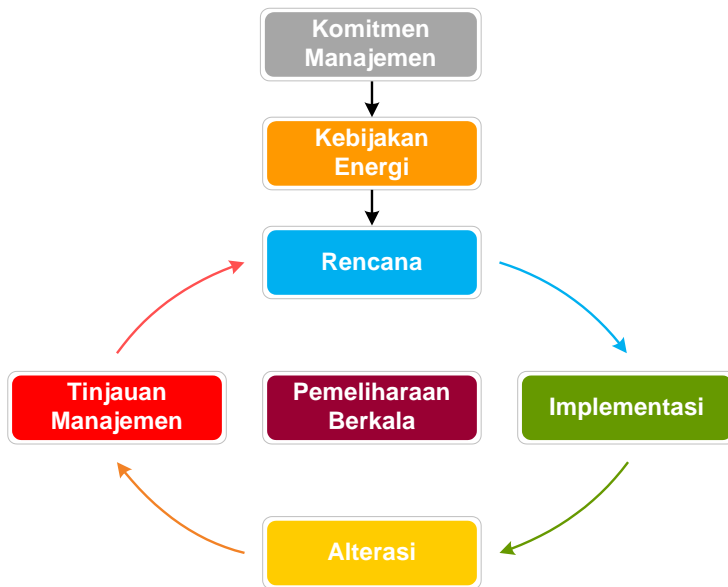 Komitmen
Manajemen
Kebijakan
Energi
Rencana
Tinjauan
Manajemen
Pemeliharaan
Berkala
Implementasi
Alterasi